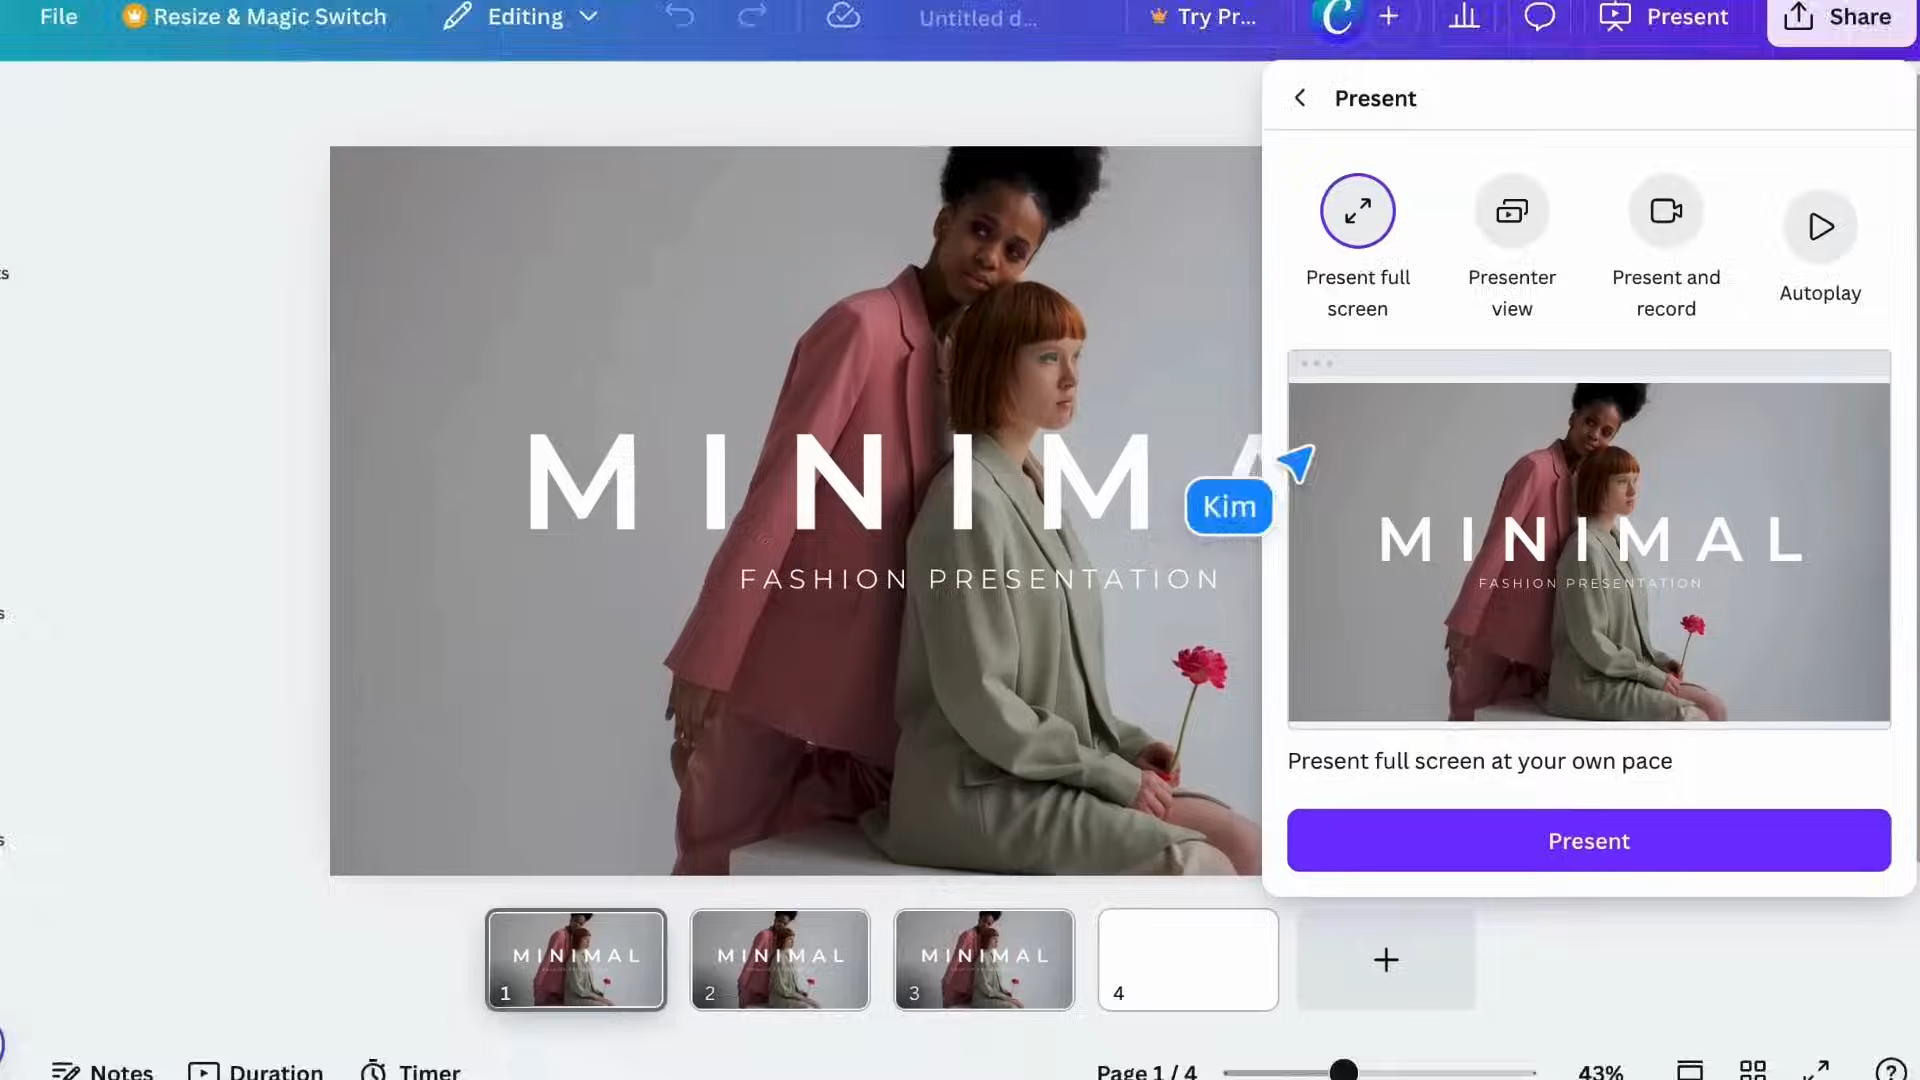 File
Resize & Magic Switch
Editing
Untitled d...
Try Pr...
Present
Share
Present
Present full screen
Presenter view
Present and record
Autoplay
MINIM
Kim
FASHION PRESENTATION
MINIMAL
FASHION PRESENTATION
Present full screen at your own pace
Present
MINIMAL
1
MINIMAL
2
MINIMAL
3
4
Notes
Duration
Timer
Page 1 / 4
43%